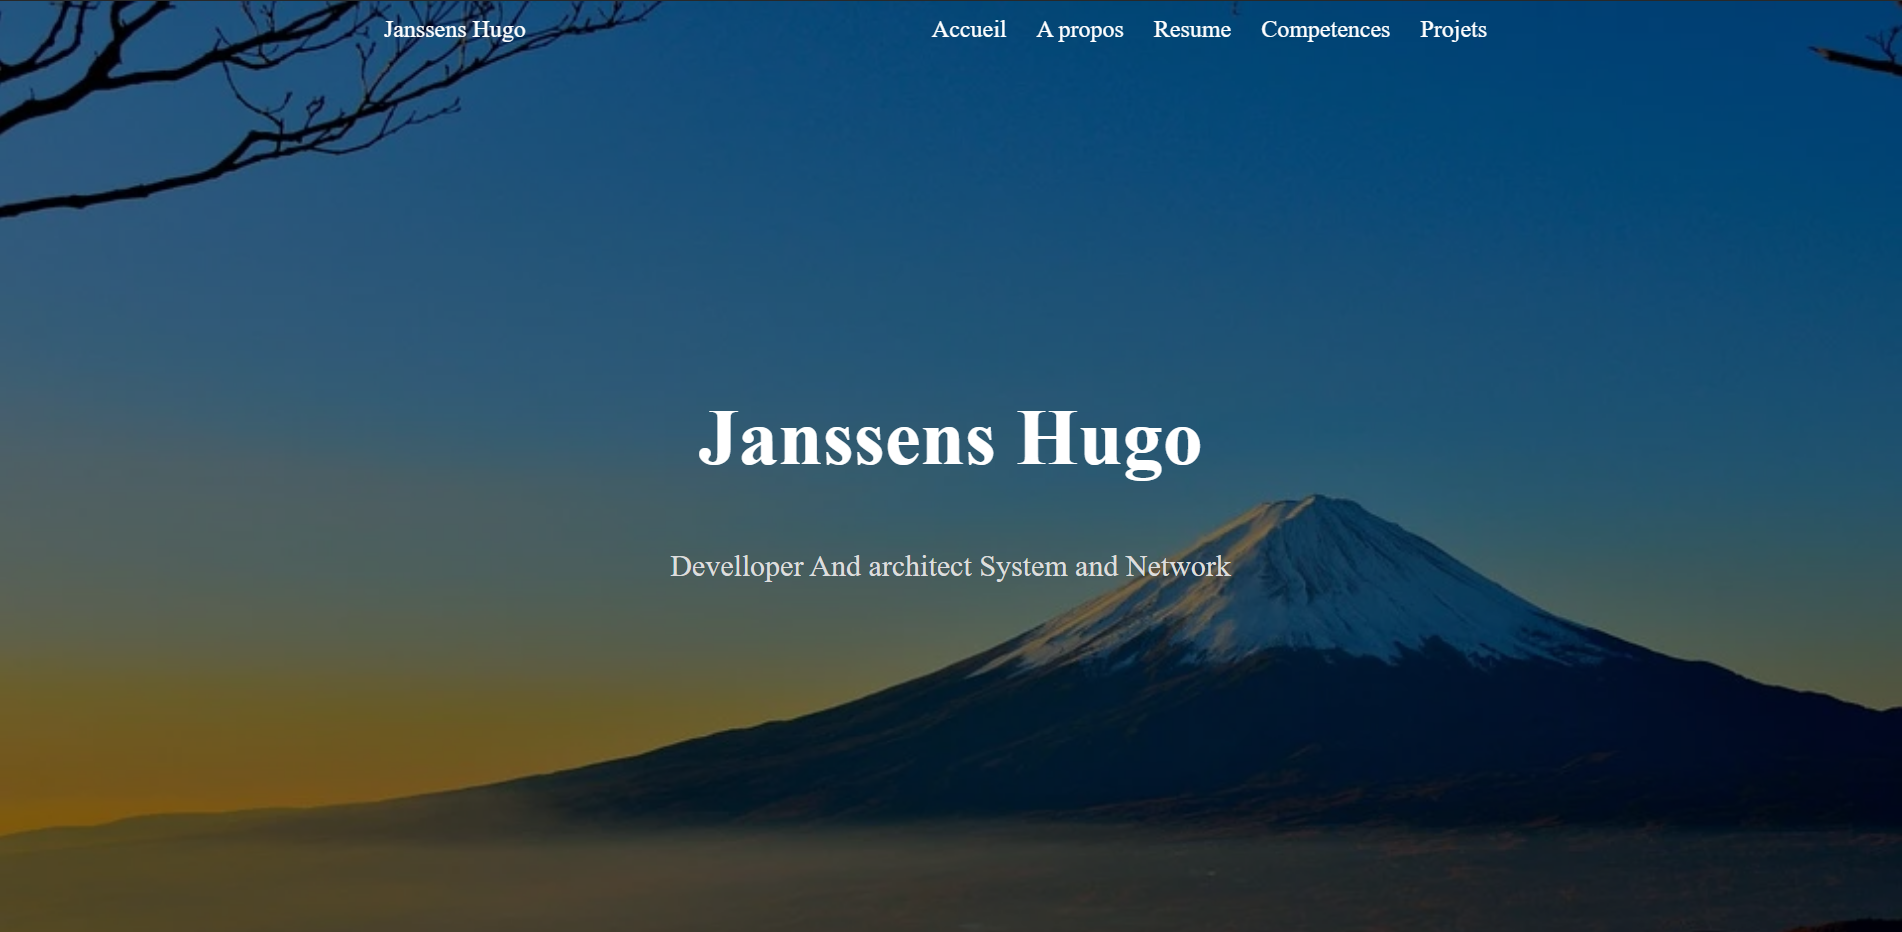 Janssens Hugo
Accueil A propos Resume Competences Projets
Janssens Hugo
Develloper And architect System and Network